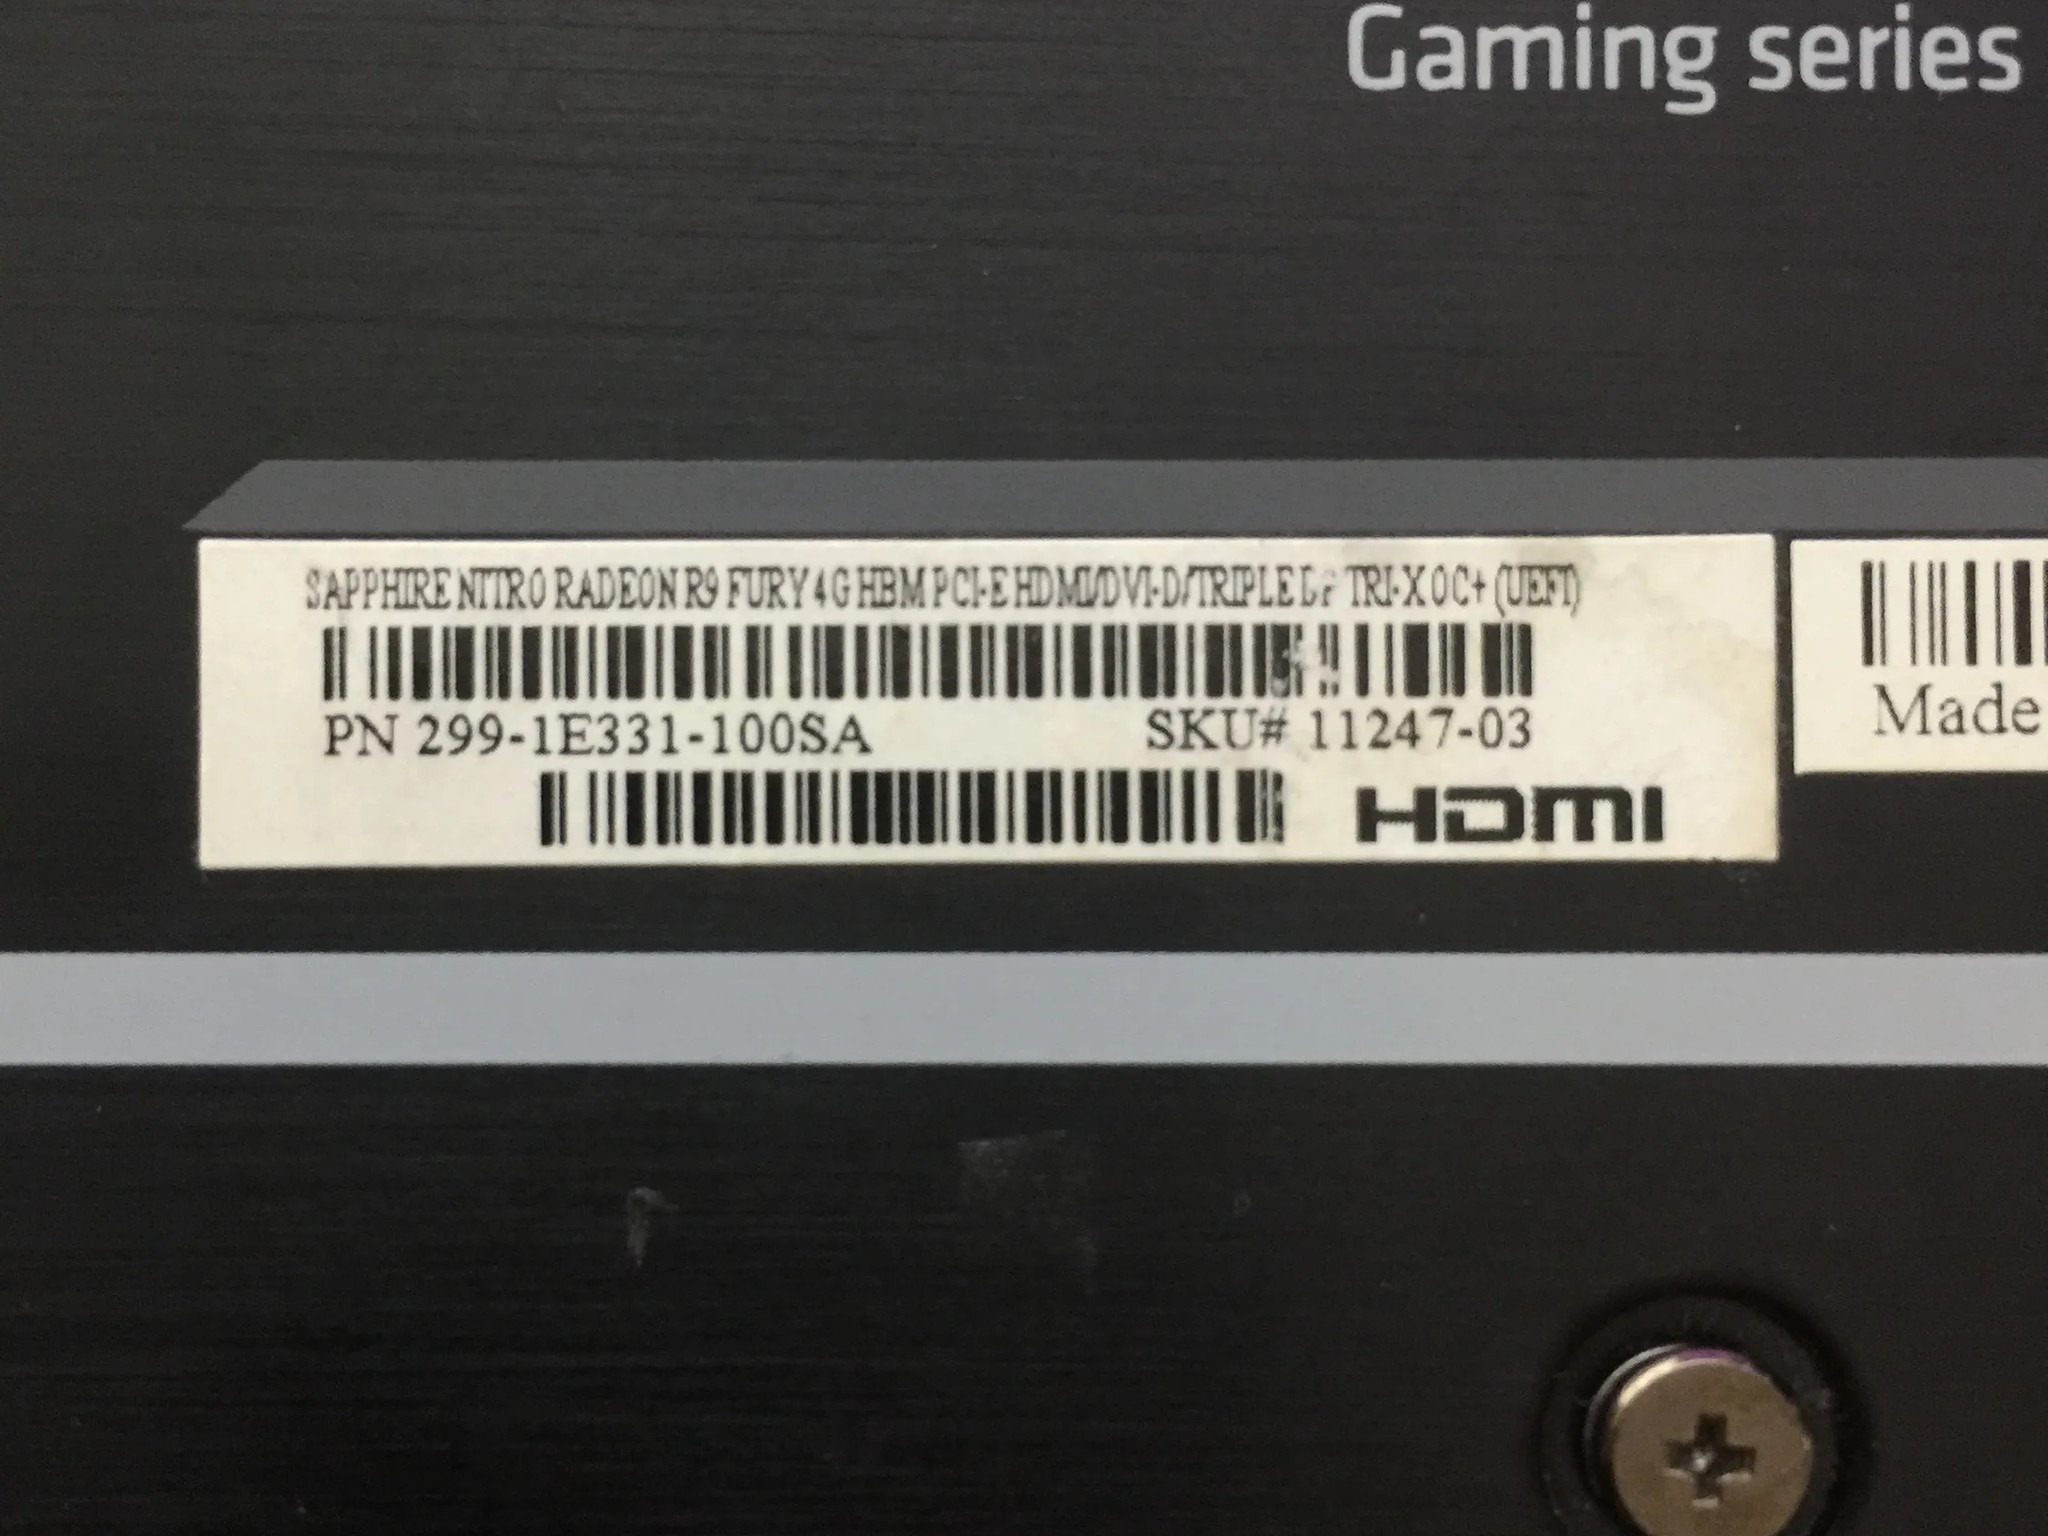 Gaming series
SAPPHIRE NITRO RADEON R9 FURY 4G HBM PCI-E HDMI/DVI-D/TRIPLE DP TRI-X OC+ (UEFI)
PN 299-1E331-100SA SKU# 11247-03
HDMI
Made